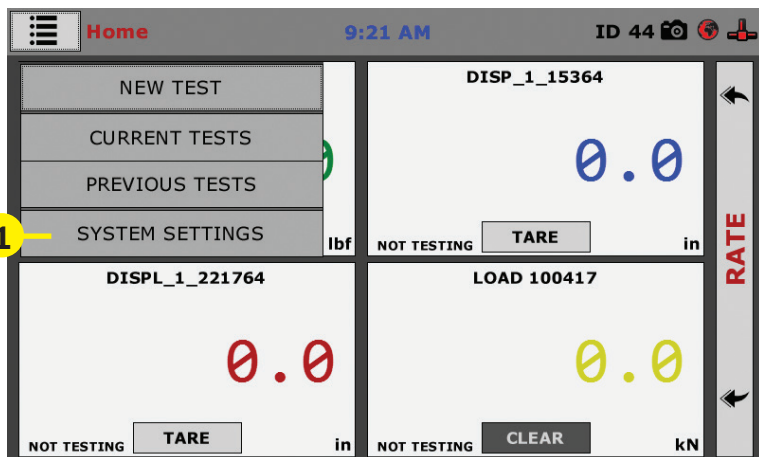 Home 9:21 AM ID 44
NEW TEST
CURRENT TESTS
PREVIOUS TESTS
1 SYSTEM SETTINGS
lbf
DISP_1_15364
0.0
NOT TESTING TARE in
DISPL_1_221764
0.0
NOT TESTING TARE in
LOAD 100417
0.0
NOT TESTING CLEAR kN
RATE